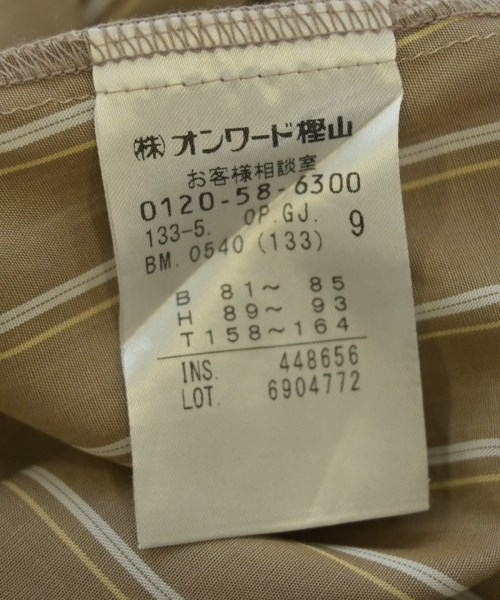 ㈱オンワード樫山
お客様相談室
0120-58-6300
133-5. OP.GJ. 9
BM. 0540 (133)
B 81～ 85
H 89～ 93
T 158～164
INS. 448656
LOT. 6904772